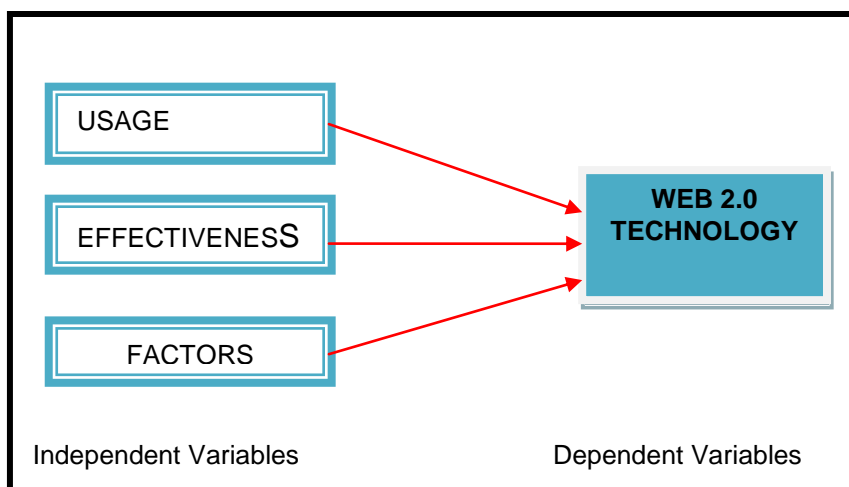 USAGE
EFFECTIVENESS
FACTORS
WEB 2.0
TECHNOLOGY
Independent Variables
Dependent Variables